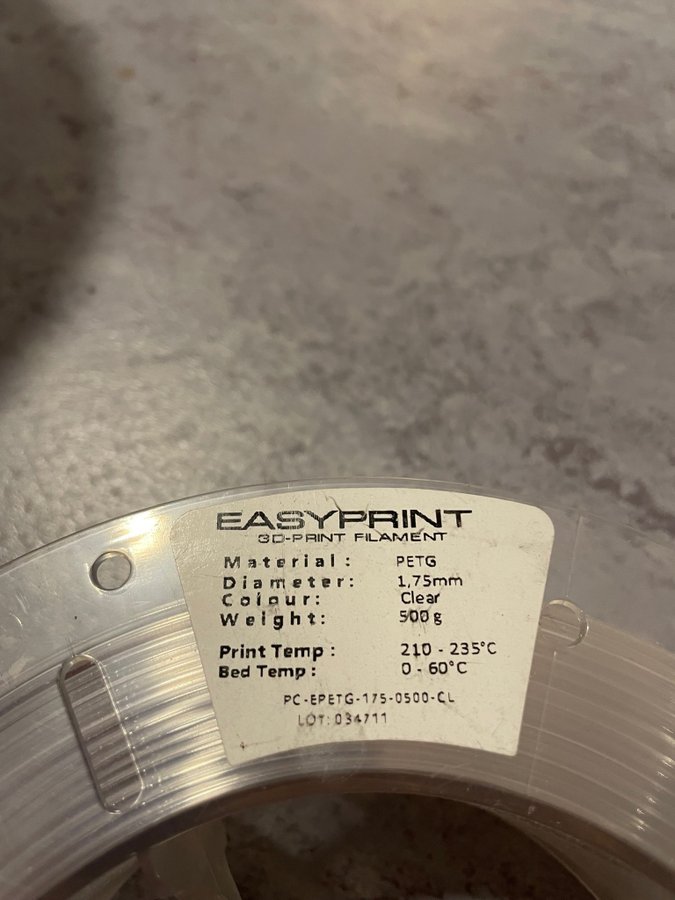 EASYPRINT
3D-PRINT FILAMENT
Material: PETG
Diameter: 1,75mm
Colour: Clear
Weight: 500 g
Print Temp: 210 - 235°C
Bed Temp: 0 - 60°C
PC-EPETG-175-0500-CL
LOT: 034711